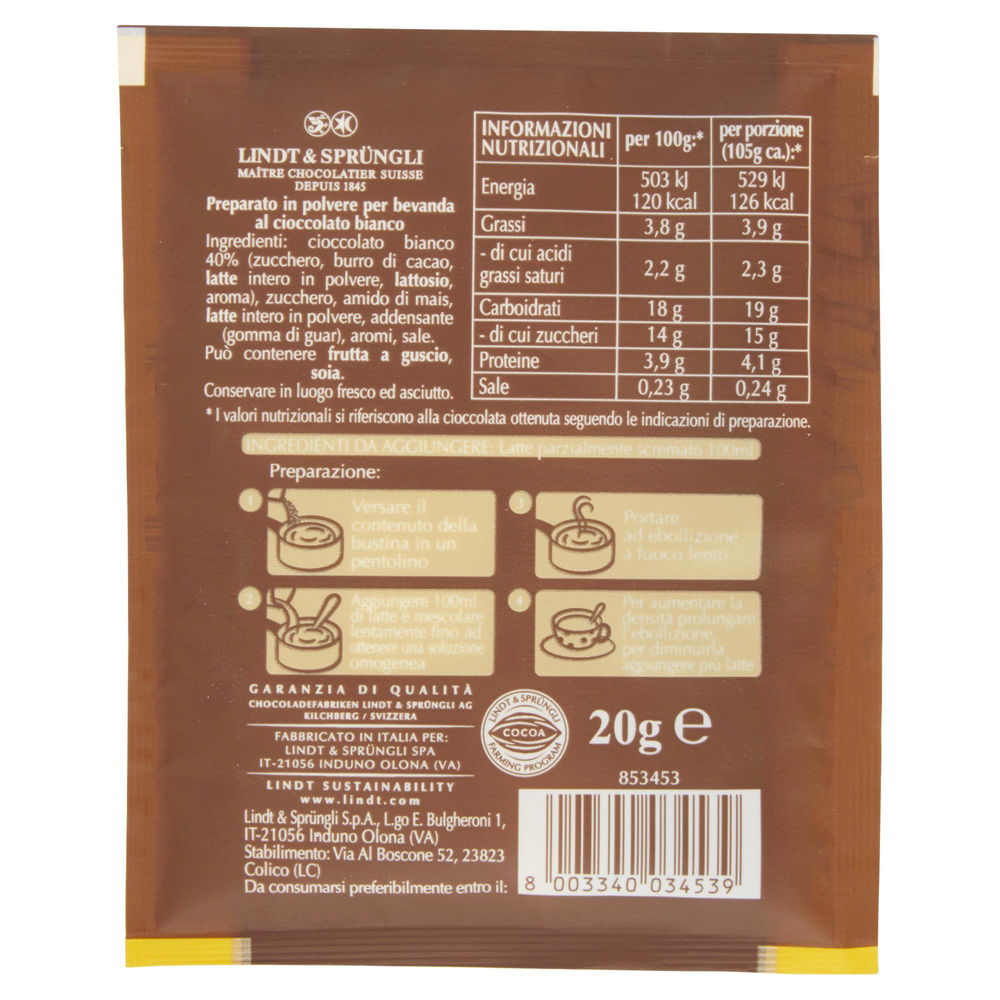 LINDT & SPRÜNGLI
MAÎTRE CHOCOLATIER SUISSE
DEPUIS 1845
Preparato in polvere per bevanda
al cioccolato bianco
Ingredienti: cioccolato bianco
40% (zucchero, burro di cacao,
latte intero in polvere, lattosio,
aroma), zucchero, amido di mais,
latte intero in polvere, addensante
(gomma di guar), aromi, sale.
Può contenere frutta a guscio,
soia.
Conservare in luogo fresco ed asciutto.
INFORMAZIONI NUTRIZIONALI per 100g:* per porzione (105g ca.):*
Energia 503 kJ 529 kJ
120 kcal 126 kcal
Grassi 3,8 g 3,9 g
- di cui acidi
grassi saturi 2,2 g 2,3 g
Carboidrati 18 g 19 g
- di cui zuccheri 14 g 15 g
Proteine 3,9 g 4,1 g
Sale 0,23 g 0,24 g
* I valori nutrizionali si riferiscono alla cioccolata ottenuta seguendo le indicazioni di preparazione.
INGREDIENTI DA AGGIUNGERE: Latte parzialmente scremato 100ml
Preparazione:
1
Versare il
contenuto della
bustina in un
pentolino
2
Aggiungere 100ml
di latte e mescolare
lentamente fino ad
ottenere una soluzione
omogenea
3
Portare
ad ebollizione
a fuoco lento
4
Per aumentare la
densità prolungare
l'ebollizione,
per diminuirla
aggiungere più latte
GARANZIA DI QUALITÀ
CHOCOLADEFABRIKEN LINDT & SPRÜNGLI AG
KILCHBERG / SVIZZERA
FABBRICATO IN ITALIA PER:
LINDT & SPRÜNGLI SPA
IT-21056 INDUNO OLONA (VA)
LINDT SUSTAINABILITY
www.lindt.com
Lindt & Sprüngli S.p.A., L.go E. Bulgheroni 1,
IT-21056 Induno Olona (VA)
Stabilimento: Via Al Boscone 52, 23823
Colico (LC)
Da consumarsi preferibilmente entro il:
LINDT & SPRÜNGLI
COCOA
FARMING PROGRAM
20g e
853453
8 003340 034539